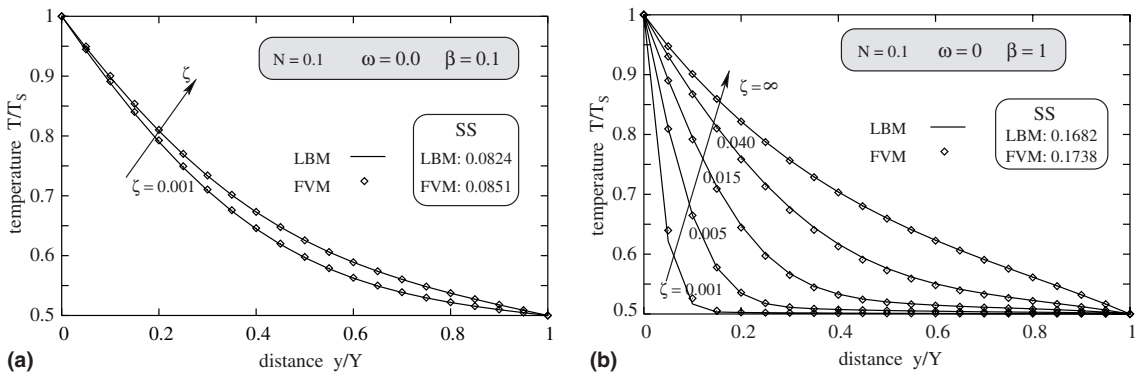 temperature T/T_S
1
0.9
0.8
0.7
0.6
0.5
N = 0.1 ω = 0.0 β = 0.1
ζ
ζ = 0.001
LBM
FVM
SS
LBM: 0.0824
FVM: 0.0851
0 0.2 0.4 0.6 0.8 1
distance y/Y
(a)
temperature T/T_S
1
0.9
0.8
0.7
0.6
0.5
N = 0.1 ω = 0 β = 1
ζ = ∞
0.040
0.015
0.005
ζ = 0.001
LBM
FVM
SS
LBM: 0.1682
FVM: 0.1738
0 0.2 0.4 0.6 0.8 1
distance y/Y
(b)